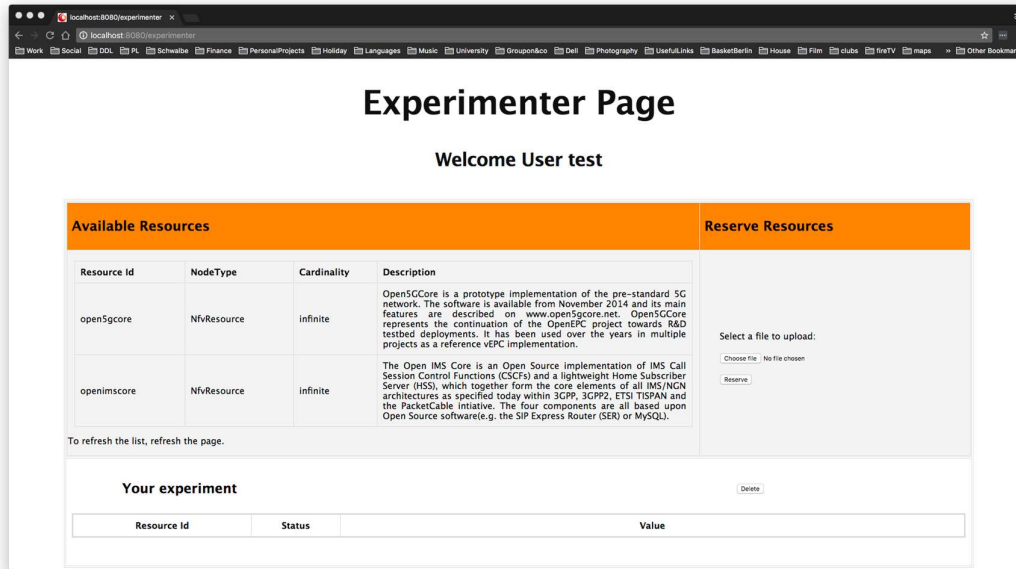 localhost:8080/experimenter
localhost:8080/experimenter
Work Social DDL PL Schwalbe Finance PersonalProjects Holiday Languages Music University Groupon&co Dell Photography UsefulLinks BasketBerlin House Film clubs fireTV maps » Other Bookmar
Experimenter Page
Welcome User test
Available Resources
Reserve Resources
Resource Id NodeType Cardinality Description
open5gcore NfvResource infinite
Open5GCore is a prototype implementation of the pre-standard 5G
network. The software is available from November 2014 and its main
features are described on www.open5gcore.net. Open5GCore
represents the continuation of the OpenEPC project towards R&D
testbed deployments. It has been used over the years in multiple
projects as a reference vEPC implementation.
openimscore NfvResource infinite
The Open IMS Core is an Open Source implementation of IMS Call
Session Control Functions (CSCFs) and a lightweight Home Subscriber
Server (HSS), which together form the core elements of all IMS/NGN
architectures as specified today within 3GPP, 3GPP2, ETSI TISPAN and
the PacketCable intiative. The four components are all based upon
Open Source software(e.g. the SIP Express Router (SER) or MySQL).
To refresh the list, refresh the page.
Select a file to upload:
Choose file No file chosen
Reserve
Your experiment
Delete
Resource Id Status Value